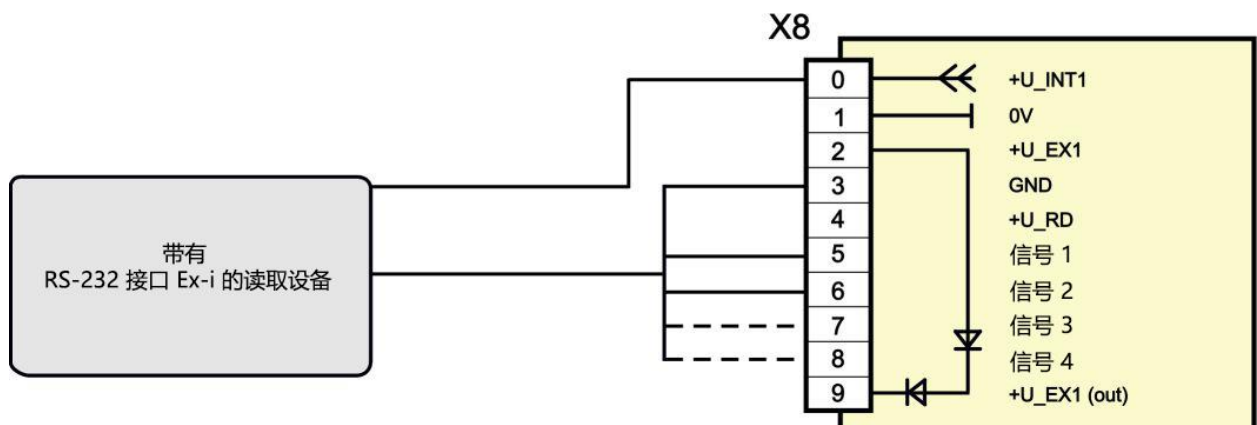 X8
带有
RS-232 接口 Ex-i 的读取设备
0 +U_INT1
1 0V
2 +U_EX1
3 GND
4 +U_RD
5 信号 1
6 信号 2
7 信号 3
8 信号 4
9 +U_EX1 (out)